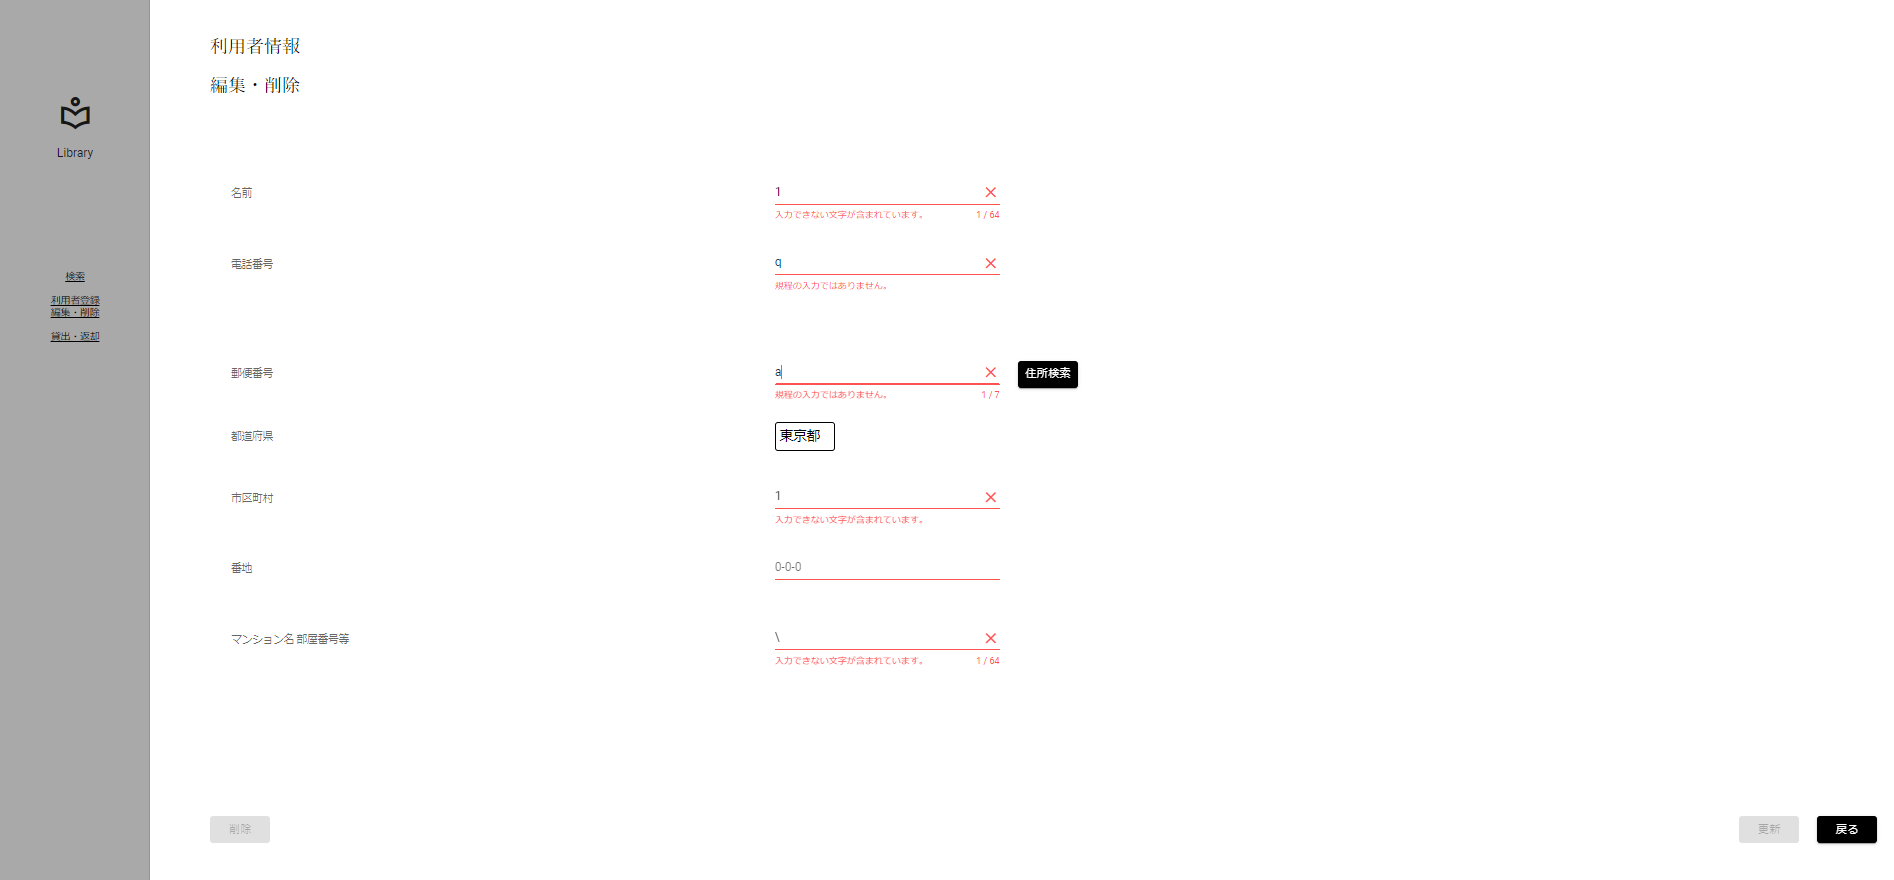 利用者情報
編集・削除
Library
検索
利用者登録
編集・削除
貸出・返却
名前
1
入力できない文字が含まれています。 1 / 64
電話番号
q
規程の入力ではありません。
郵便番号
a
住所検索
規程の入力ではありません。 1 / 7
都道府県
東京都
市区町村
1
入力できない文字が含まれています。
番地
0-0-0
マンション名 部屋番号等
\
入力できない文字が含まれています。 1 / 64
削除
更新
戻る